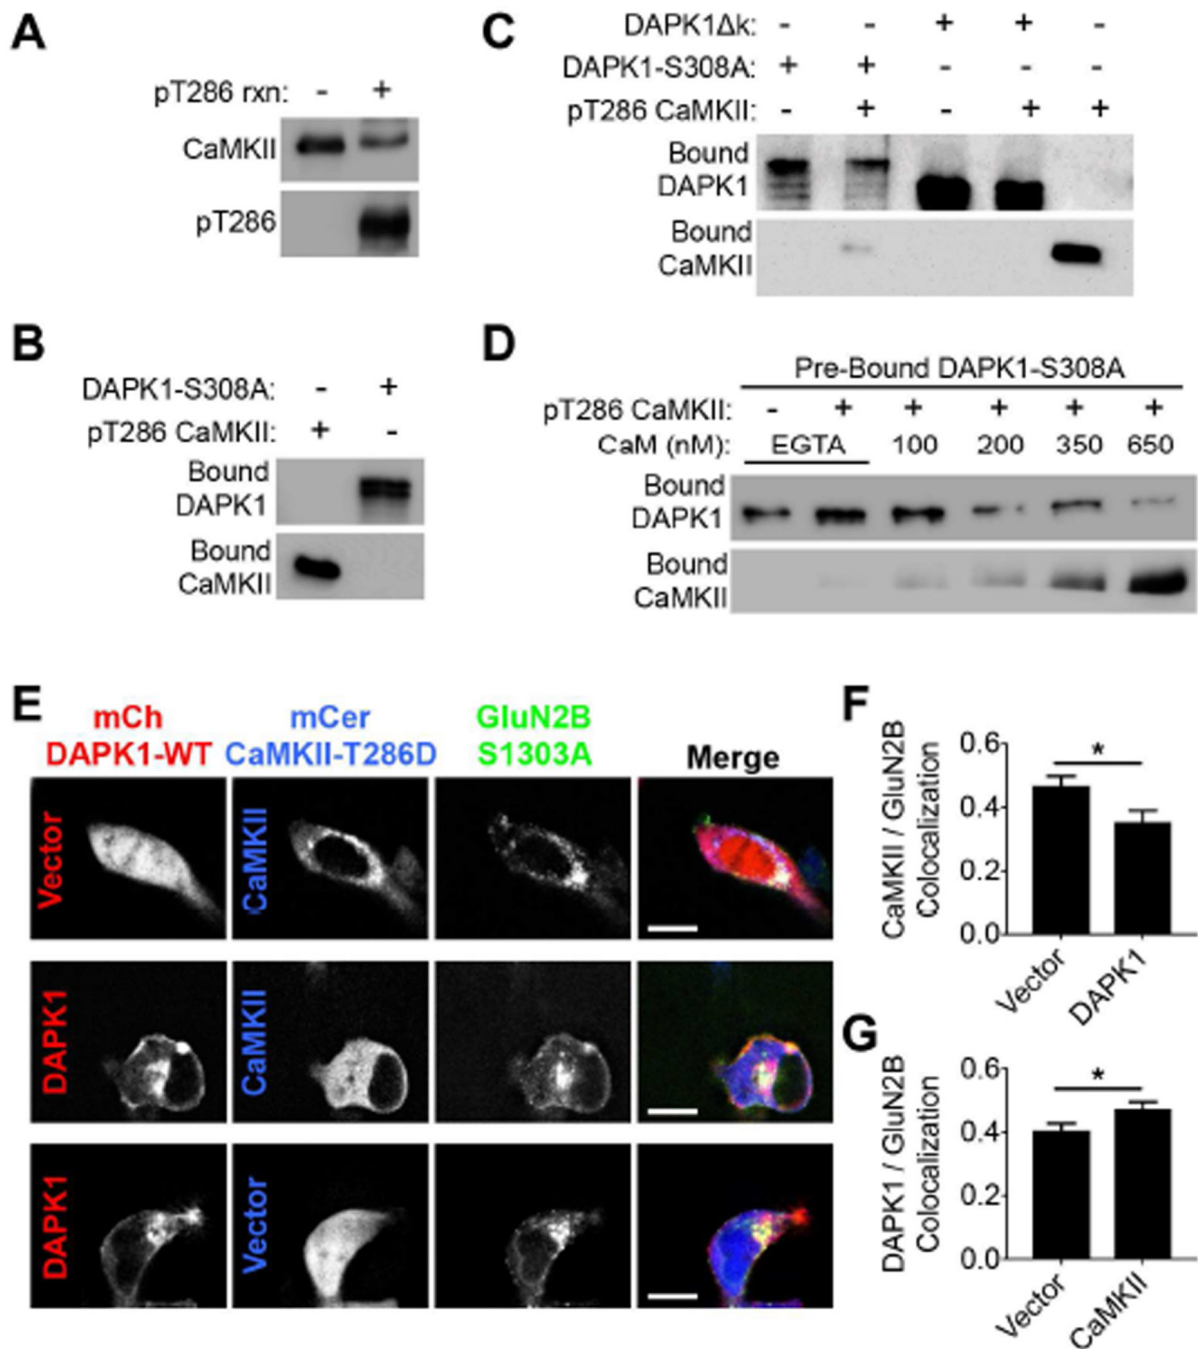 A
pT286 rxn: - +
CaMKII
pT286
B
DAPK1-S308A: - +
pT286 CaMKII: + -
Bound
DAPK1
Bound
CaMKII
C
DAPK1Δk: - - + + -
DAPK1-S308A: + + - - -
pT286 CaMKII: - + - + +
Bound
DAPK1
Bound
CaMKII
D
Pre-Bound DAPK1-S308A
pT286 CaMKII: - + + + + +
CaM (nM): EGTA 100 200 350 650
Bound
DAPK1
Bound
CaMKII
E
mCh mCer GluN2B
DAPK1-WT CaMKII-T286D S1303A Merge
Vector CaMKII
DAPK1 CaMKII
DAPK1 Vector
F
CaMKII / GluN2B
Colocalization
0.6
0.4
0.2
0.0
*
Vector DAPK1
G
DAPK1 / GluN2B
Colocalization
0.6
0.4
0.2
0.0
*
Vector CaMKII